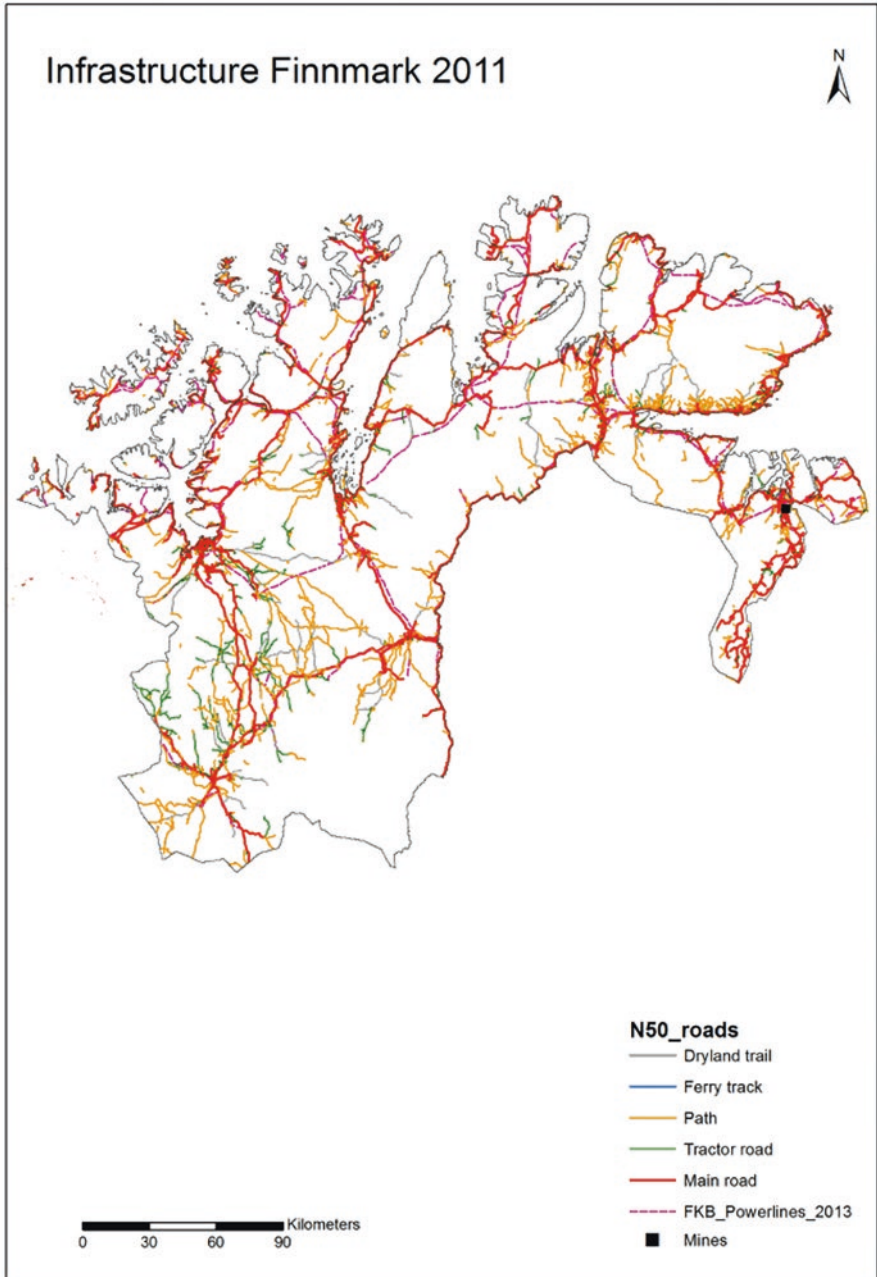 Infrastructure Finnmark 2011
N
N50_roads
Dryland trail
Ferry track
Path
Tractor road
Main road
FKB_Powerlines_2013
Mines
Kilometers
0 30 60 90